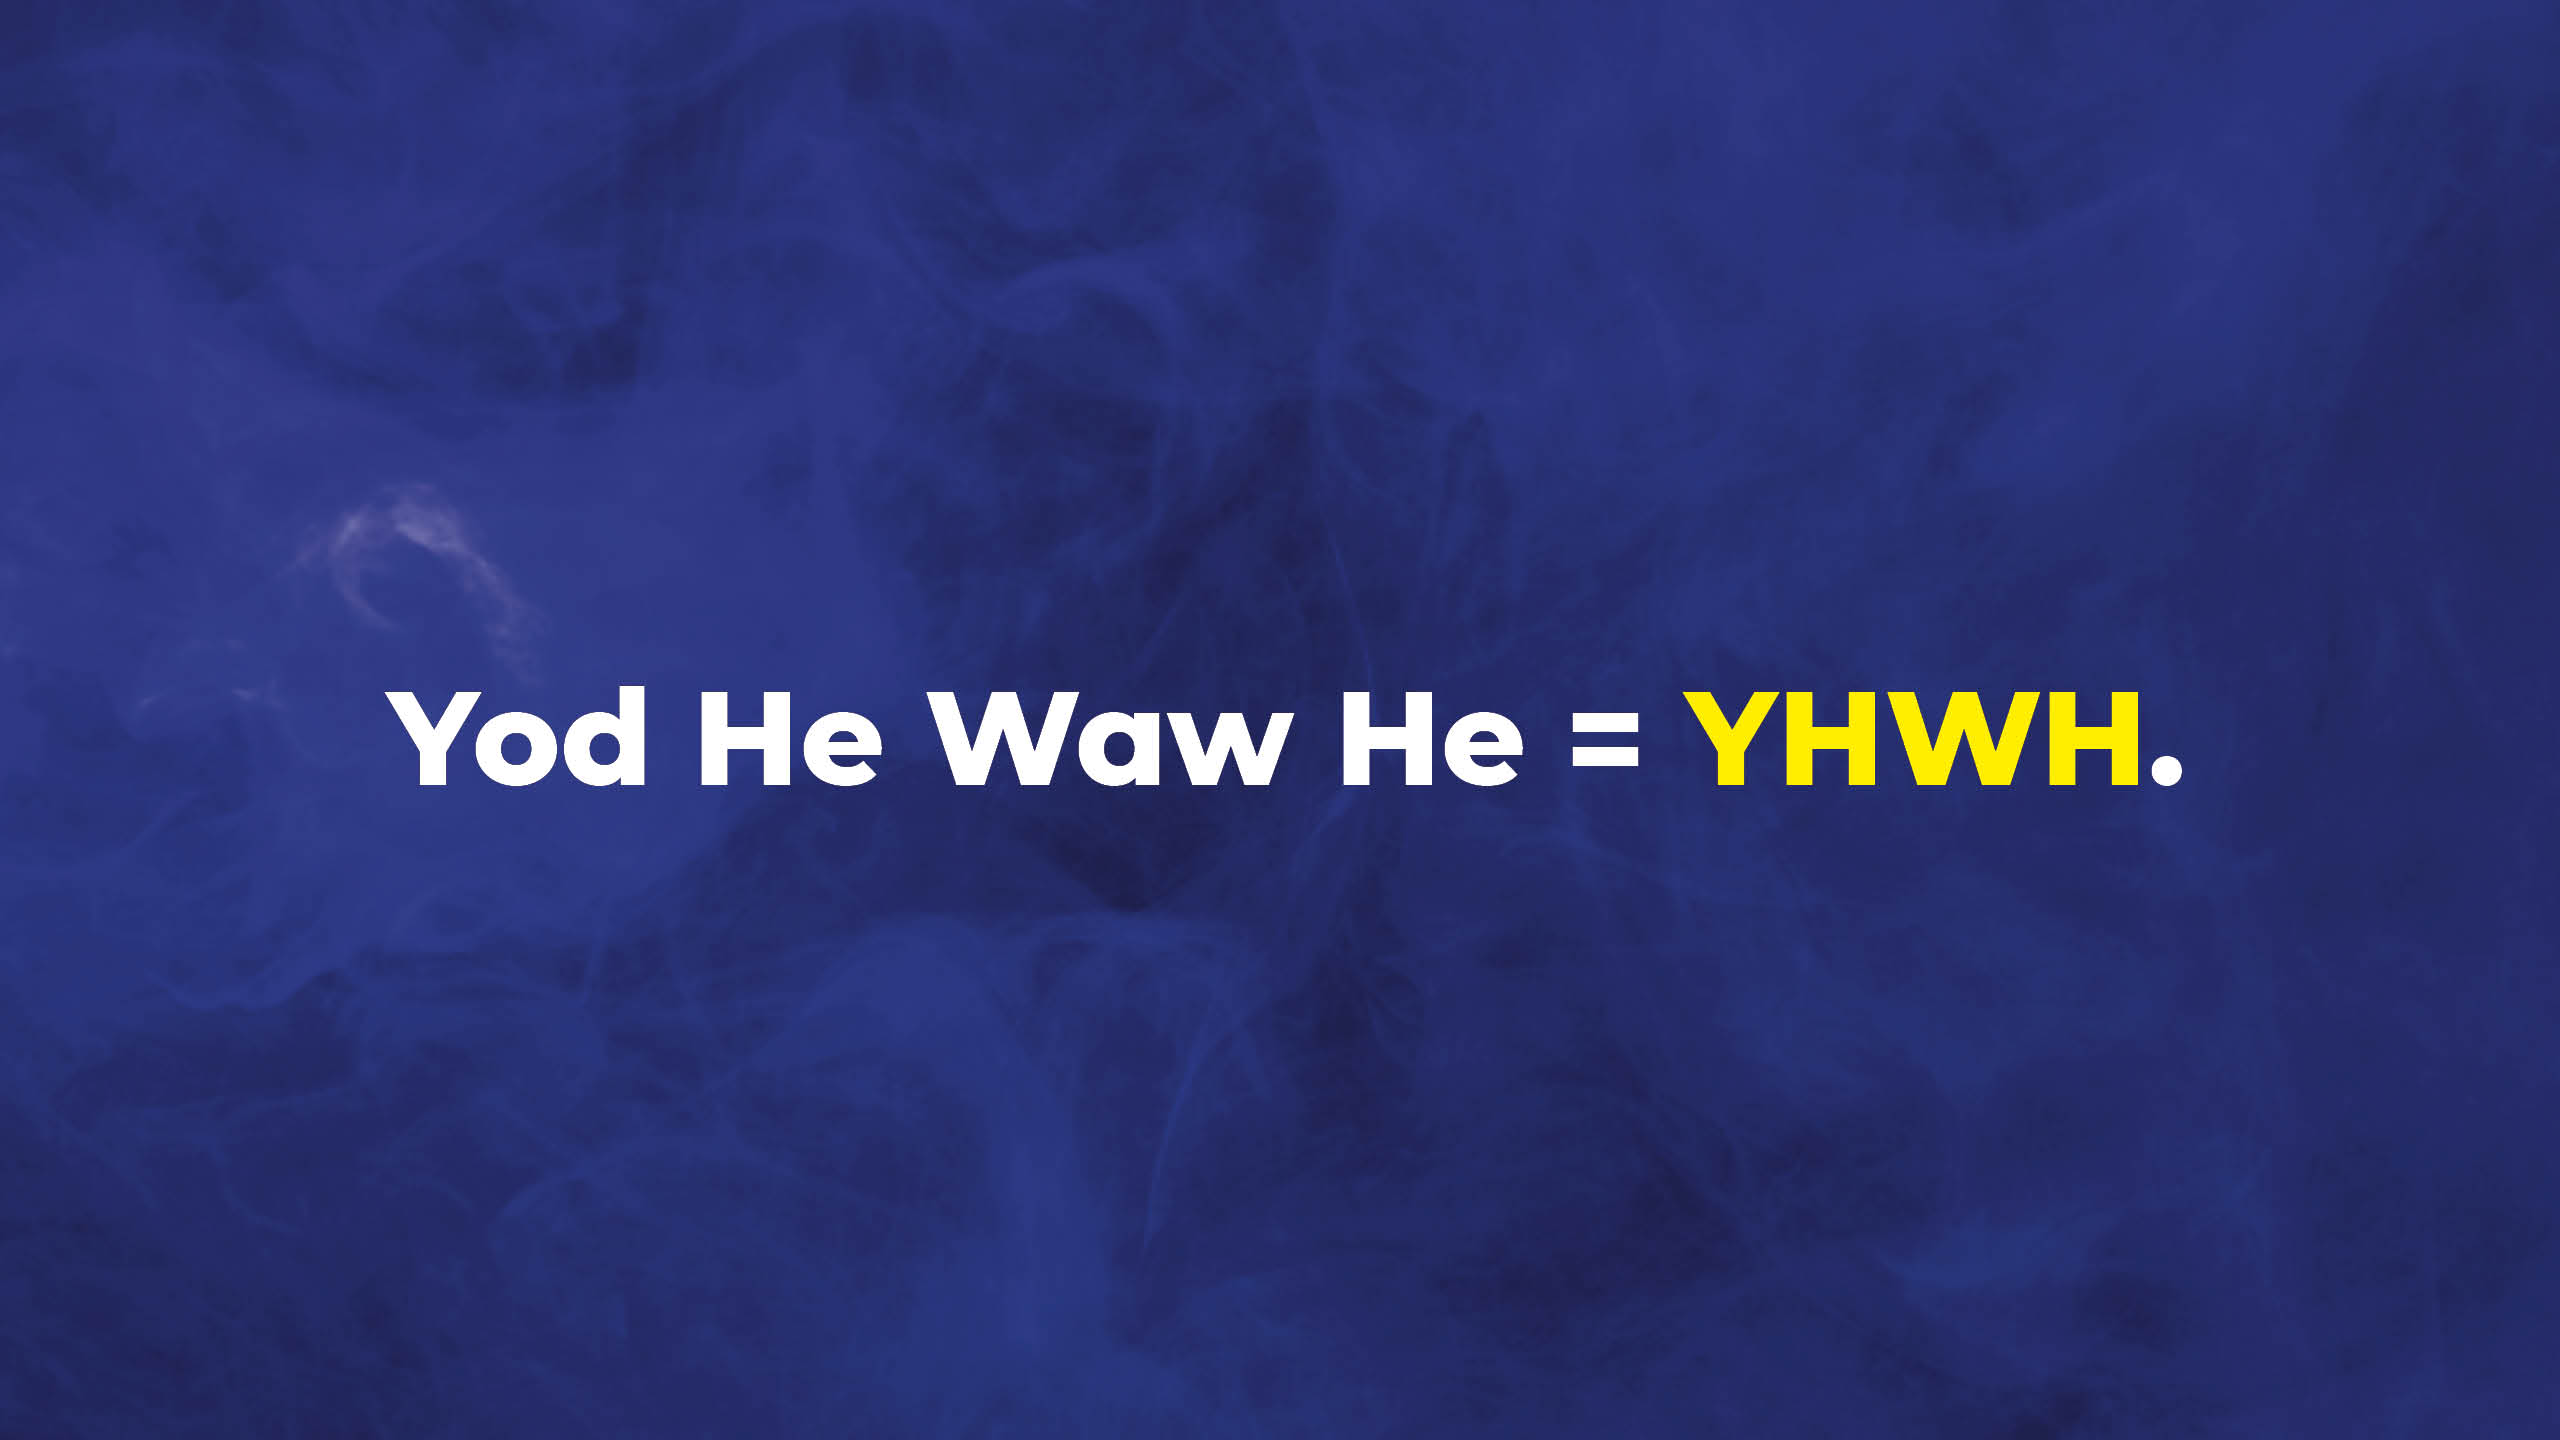 Yod He Waw He = YHWH.